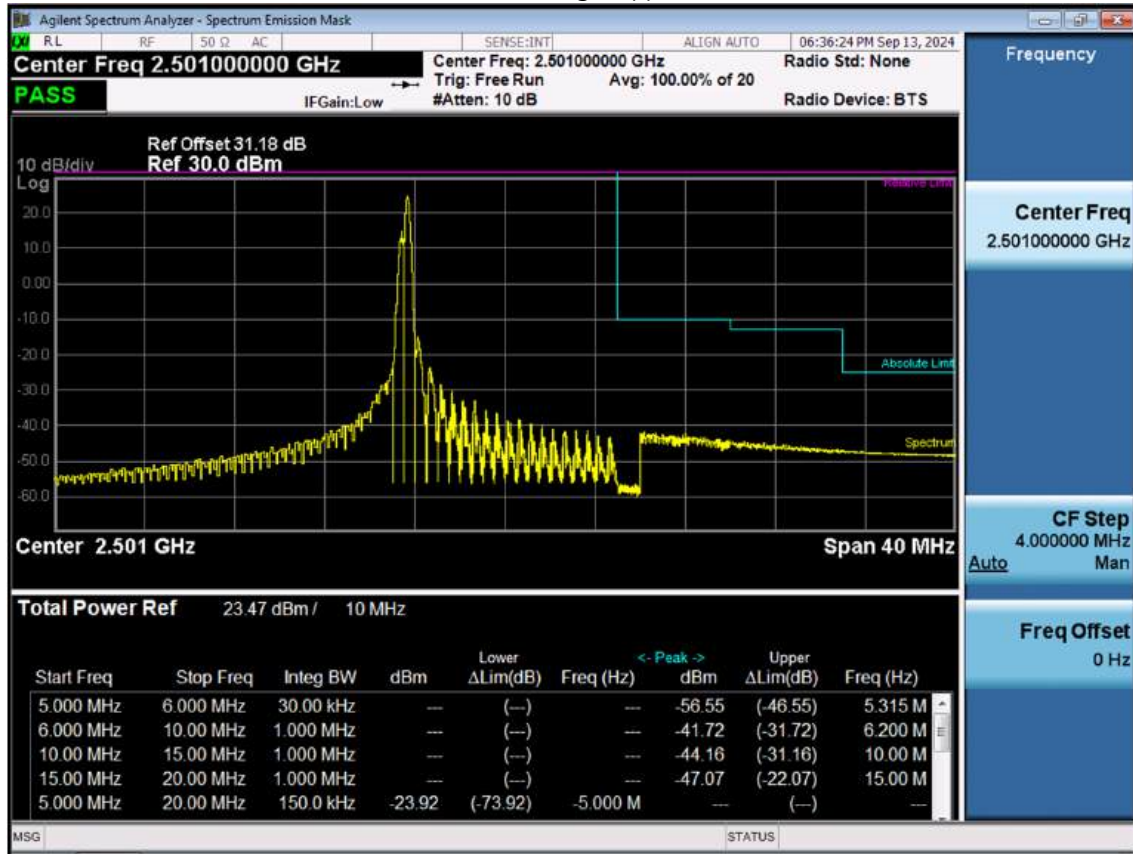 Agilent Spectrum Analyzer - Spectrum Emission Mask
RL RF 50 Ω AC SENSE:INT ALIGN AUTO 06:36:24 PM Sep 13, 2024
Center Freq 2.501000000 GHz Center Freq: 2.501000000 GHz Radio Std: None
Trig: Free Run Avg: 100.00% of 20
PASS IFGain:Low #Atten: 10 dB Radio Device: BTS
Ref Offset 31.18 dB
10 dB/div Ref 30.0 dBm
Log
Relative Limit
20.0
10.0
0.00
-10.0
-20.0
Absolute Limit
-30.0
-40.0
Spectrum
-50.0
-60.0
Center 2.501 GHz Span 40 MHz
Total Power Ref 23.47 dBm / 10 MHz
Lower <- Peak -> Upper
Start Freq Stop Freq Integ BW dBm ΔLim(dB) Freq (Hz) dBm ΔLim(dB) Freq (Hz)
5.000 MHz 6.000 MHz 30.00 kHz --- (---) --- -56.55 (-46.55) 5.315 M
6.000 MHz 10.00 MHz 1.000 MHz --- (---) --- -41.72 (-31.72) 6.200 M
10.00 MHz 15.00 MHz 1.000 MHz --- (---) --- -44.16 (-31.16) 10.00 M
15.00 MHz 20.00 MHz 1.000 MHz --- (---) --- -47.07 (-22.07) 15.00 M
5.000 MHz 20.00 MHz 150.0 kHz -23.92 (-73.92) -5.000 M --- (---) ---
MSG STATUS
Frequency
Center Freq
2.501000000 GHz
CF Step
4.000000 MHz
Auto Man
Freq Offset
0 Hz